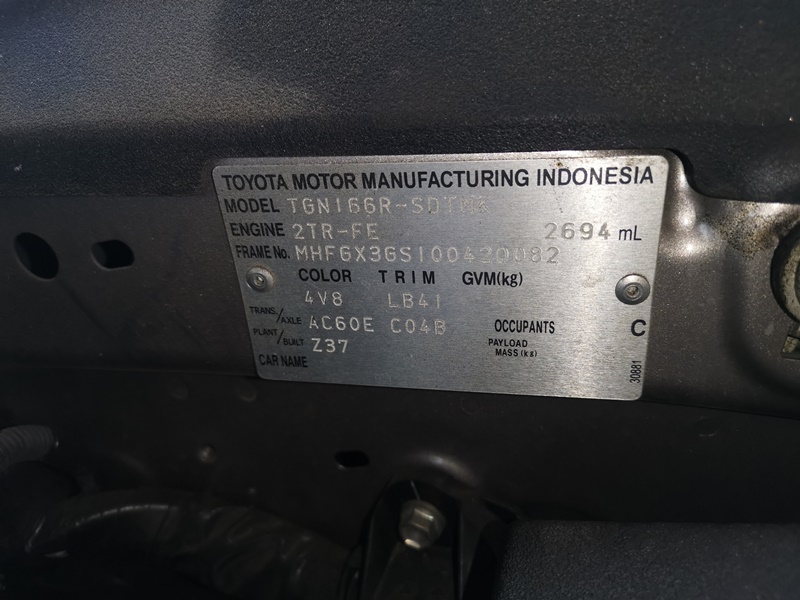 TOYOTA MOTOR MANUFACTURING INDONESIA
MODEL TGN166R-SDTMK
ENGINE 2TR-FE 2694 mL
FRAME No. MHFGX3GS100420082
COLOR TRIM GVM(kg)
4V8 LB41
TRANS./AXLE AC60E C04B OCCUPANTS C
PLANT/BUILT Z37 PAYLOAD MASS (kg)
CAR NAME
30881